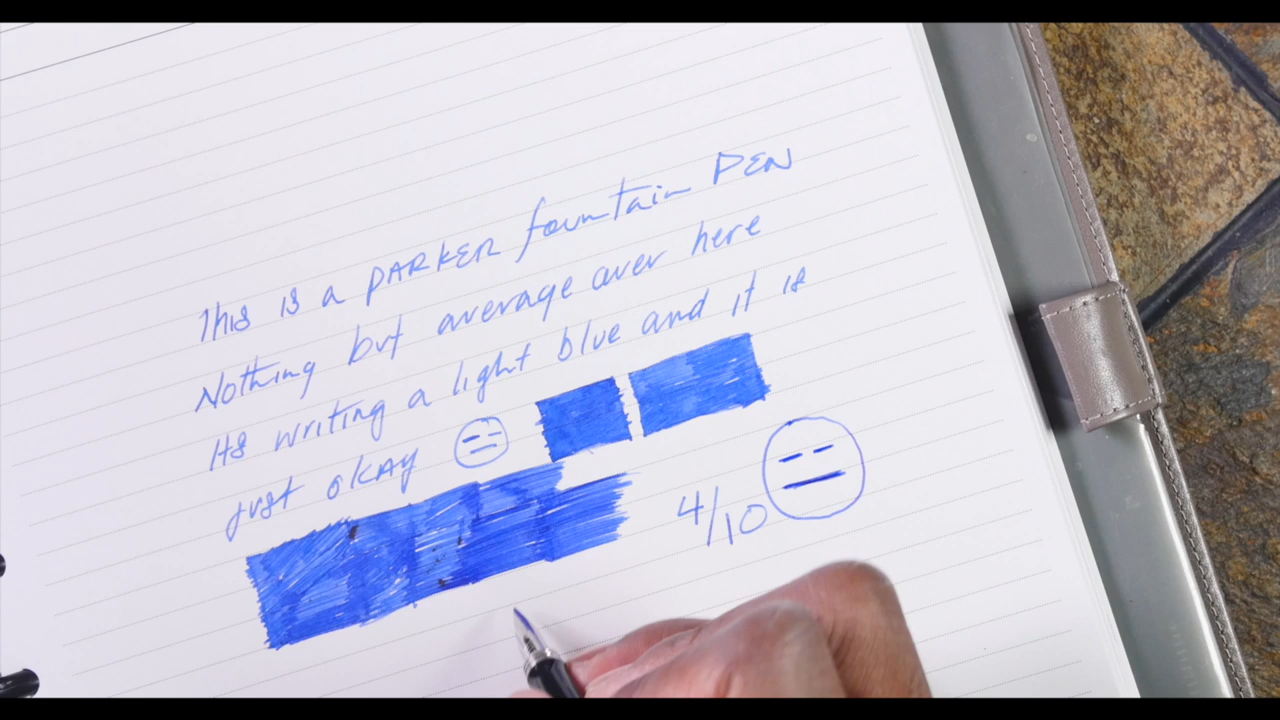 This is a PARKER fountain PEN
Nothing but average over here
Its writing a light blue and it is
just okay
4/10